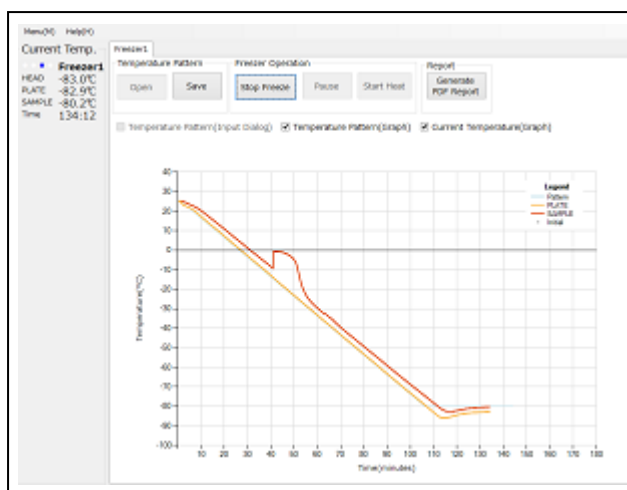 Menu(M) Help(H)
Current Temp.
Freezer1
HEAD -83.0℃
PLATE -82.9℃
SAMPLE -80.2℃
Time 134:12
Freezer1
Temperature Pattern
Open Save
Freezer Operation
Stop Freeze Pause Start Heat
Report
Generate
PDF Report
Temperature Pattern(Input Dialog) Temperature Pattern(Graph) Current Temperature(Graph)
Legend
Pattern
PLATE
SAMPLE
Initial
Temperature(℃)
40
30
20
10
0
-10
-20
-30
-40
-50
-60
-70
-80
-90
-100
10 20 30 40 50 60 70 80 90 100 110 120 130 140 150 160 170 180
Time(minutes)